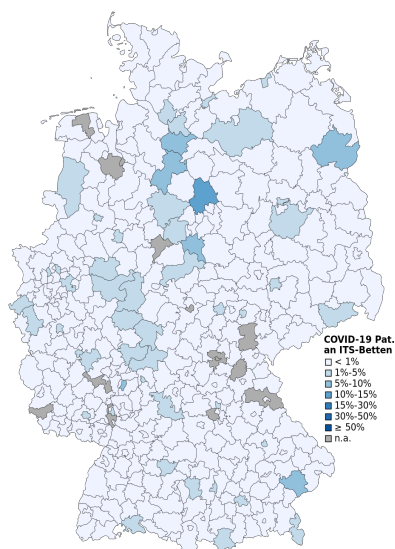 COVID-19 Pat.
an ITS-Betten
< 1%
1%-5%
5%-10%
10%-15%
15%-30%
30%-50%
≥ 50%
n.a.